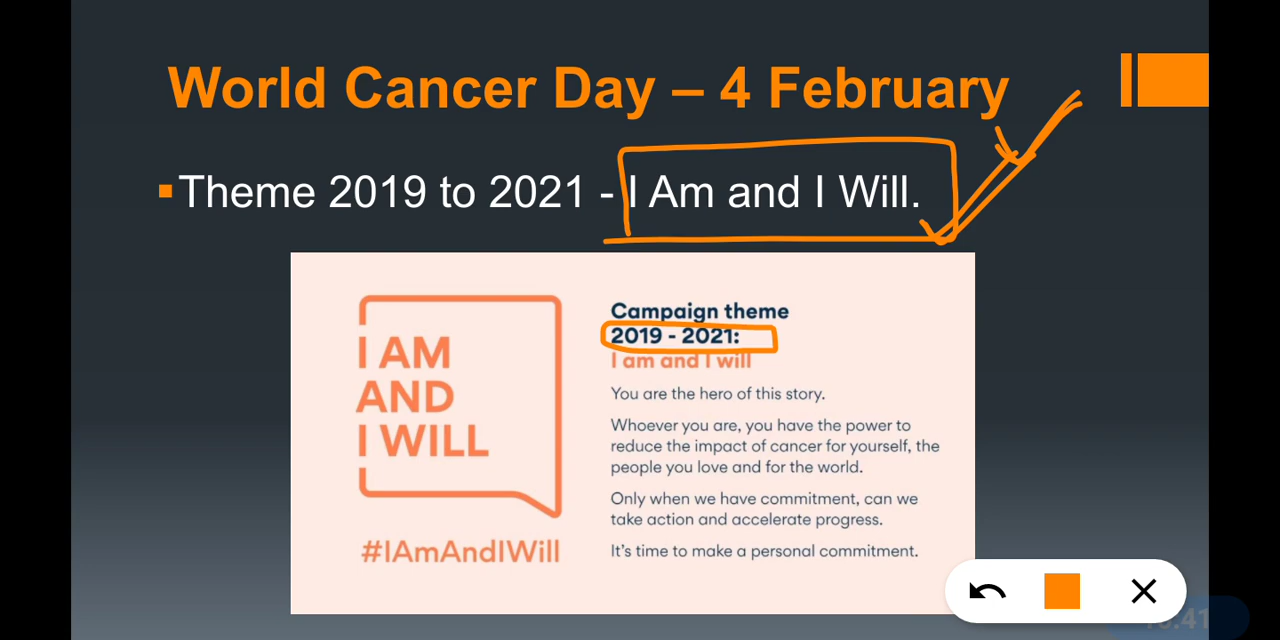 World Cancer Day – 4 February
Theme 2019 to 2021 - I Am and I Will.
I AM
AND
I WILL
#IAmAndIWill
Campaign theme
2019 - 2021:
I am and I will
You are the hero of this story.
Whoever you are, you have the power to
reduce the impact of cancer for yourself, the
people you love and for the world.
Only when we have commitment, can we
take action and accelerate progress.
It's time to make a personal commitment.